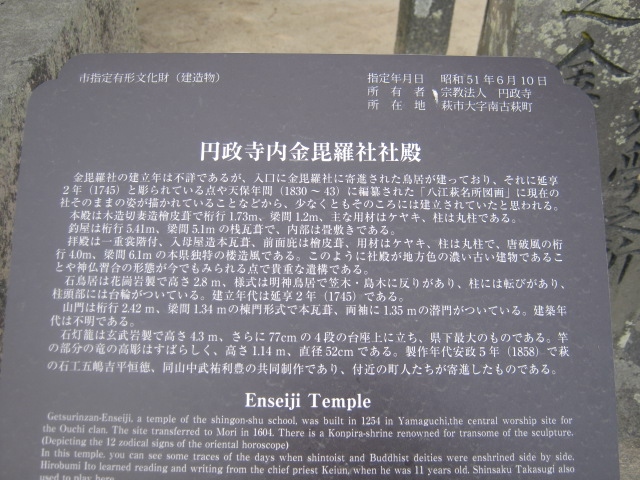 市指定有形文化財（建造物）
指定年月日　昭和51年6月10日
所有者　宗教法人　円政寺
所在地　萩市大字南古萩町
円政寺内金毘羅社社殿
金毘羅社の建立年は不詳であるが、入口に金毘羅社に寄進された鳥居が建っており、それに延享
2年（1745）と彫られている点や天保年間（1830～43）に編纂された「八江萩名所図画」に現在の
社そのままの姿が描かれていることなどから、少なくともそのころには建立されていたと思われる。
本殿は木造切妻造檜皮葺で桁行1.73m、梁間1.2m、主な用材はケヤキ、柱は丸柱である。
釣屋は桁行5.41m、梁間5.1mの桟瓦葺で、内部は畳敷きである。
拝殿は一重裳階付、入母屋造本瓦葺、前面庇は檜皮葺、用材はケヤキ、柱は丸柱で、唐破風の桁
行4.0m、梁間6.1mの本県独特の楼造風である。このように社殿が地方色の濃い古い建物であるこ
とや神仏習合の形態が今でもみられる点で貴重な遺構である。
石鳥居は花崗岩製で高さ2.8m、様式は明神鳥居で笠木・島木に反りがあり、柱には転びがあり、
柱頭部には台輪がついている。建立年代は延享2年（1745）である。
山門は桁行2.42m、梁間1.34mの棟門形式で本瓦葺、両袖に1.35mの潜門がついている。建築年
代は不明である。
石灯籠は玄武岩製で高さ4.3m、さらに77cmの4段の台座上に立ち、県下最大のものである。竿
の部分の竜の高彫はすばらしく、高さ1.14m、直径52cmである。製作年代安政5年（1858）で萩
の石工五嶋吉平恒徳、同山中武祐利豊の共同制作であり、付近の町人たちが寄進したものである。
Enseiji Temple
Getsurinzan-Enseiji, a temple of the shingon-shu school, was built in 1254 in Yamaguchi,the central worship site for
the Ouchi clan. The site transferred to Mori in 1604. There is a Konpira-shrine renowned for transome of the sculpture.
(Depicting the 12 zodical signs of the oriental horoscope)
In this temple, you can see some traces of the days when shintoist and Buddhist deities were enshrined side by side.
Hirobumi Ito learned reading and writing from the chief priest Keiun, when he was 11 years old. Shinsaku Takasugi also
used to play here
金